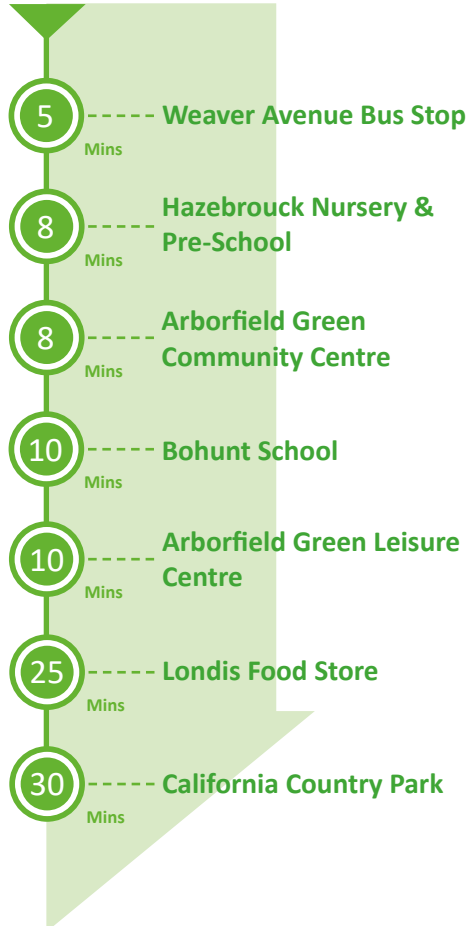 5
Mins
Weaver Avenue Bus Stop
8
Mins
Hazebrouck Nursery &
Pre-School
8
Mins
Arborfield Green
Community Centre
10
Mins
Bohunt School
10
Mins
Arborfield Green Leisure
Centre
25
Mins
Londis Food Store
30
Mins
California Country Park